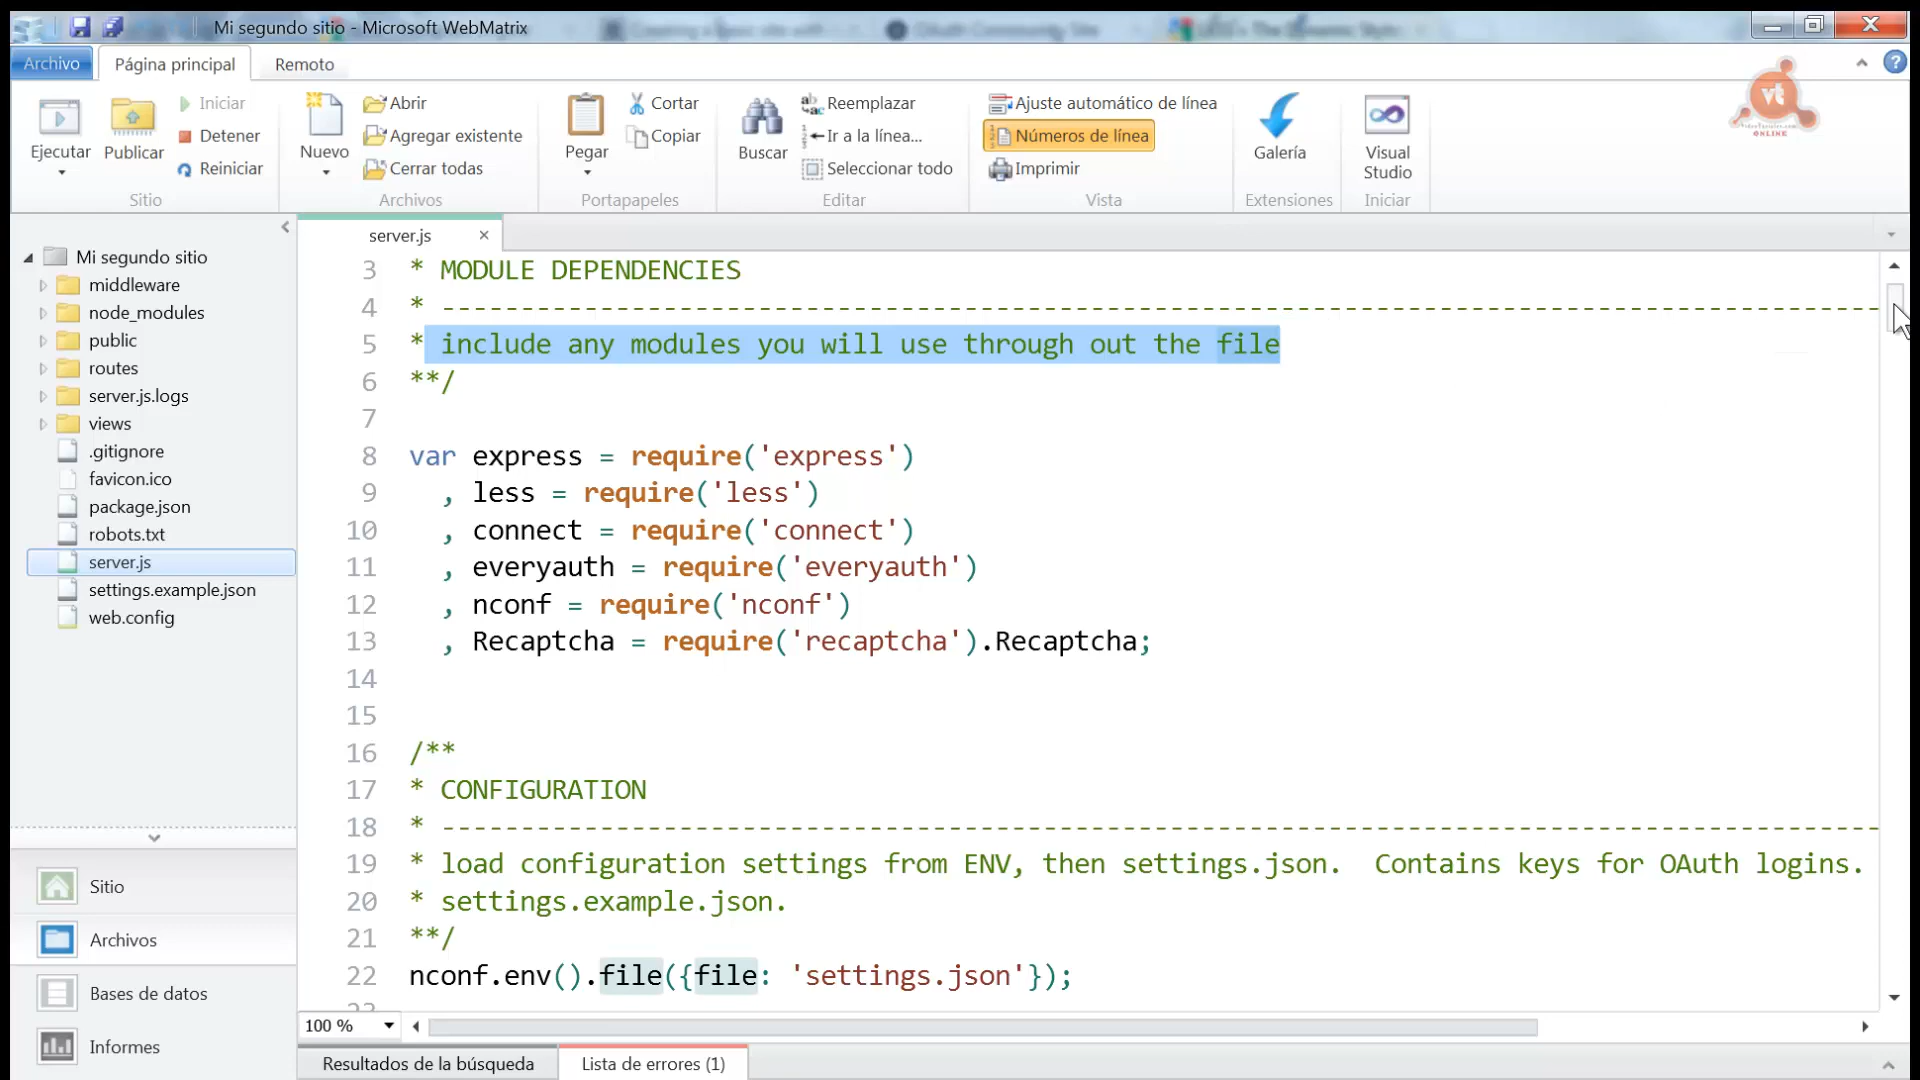 Mi segundo sitio - Microsoft WebMatrix
Archivo
Página principal
Remoto
Ejecutar
Publicar
Iniciar
Detener
Reiniciar
Sitio
Nuevo
Abrir
Agregar existente
Cerrar todas
Archivos
Pegar
Cortar
Copiar
Portapapeles
Buscar
Reemplazar
Ir a la línea...
Seleccionar todo
Editar
Ajuste automático de línea
Números de línea
Imprimir
Vista
Galería
Extensiones
Visual
Studio
Iniciar
vt
ONLINE
Mi segundo sitio
middleware
node_modules
public
routes
server.js.logs
views
.gitignore
favicon.ico
package.json
robots.txt
server.js
settings.example.json
web.config
Sitio
Archivos
Bases de datos
Informes
server.js
3 * MODULE DEPENDENCIES
4 * -------------------------------------------------------------------------------------------
5 * include any modules you will use through out the file
6 **/
7
8 var express = require('express')
9 , less = require('less')
10 , connect = require('connect')
11 , everyauth = require('everyauth')
12 , nconf = require('nconf')
13 , Recaptcha = require('recaptcha').Recaptcha;
14
15
16 /**
17 * CONFIGURATION
18 * -------------------------------------------------------------------------------------------
19 * load configuration settings from ENV, then settings.json.  Contains keys for OAuth logins.
20 * settings.example.json.
21 **/
22 nconf.env().file({file: 'settings.json'});
100 %
Resultados de la búsqueda
Lista de errores (1)